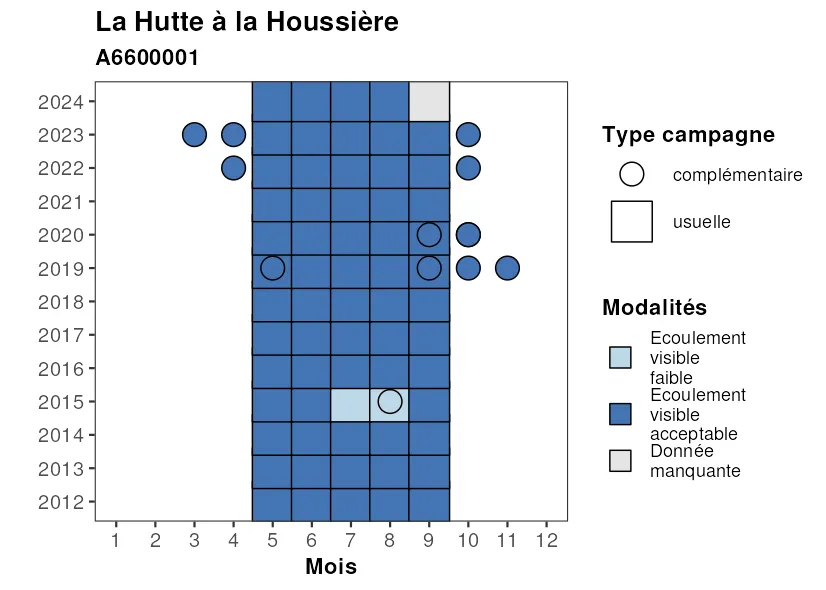 La Hutte à la Houssière
A6600001
2024
2023
2022
2021
2020
2019
2018
2017
2016
2015
2014
2013
2012
1 2 3 4 5 6 7 8 9 10 11 12
Mois
Type campagne
complémentaire
usuelle
Modalités
Ecoulement
visible
faible
Ecoulement
visible
acceptable
Donnée
manquante